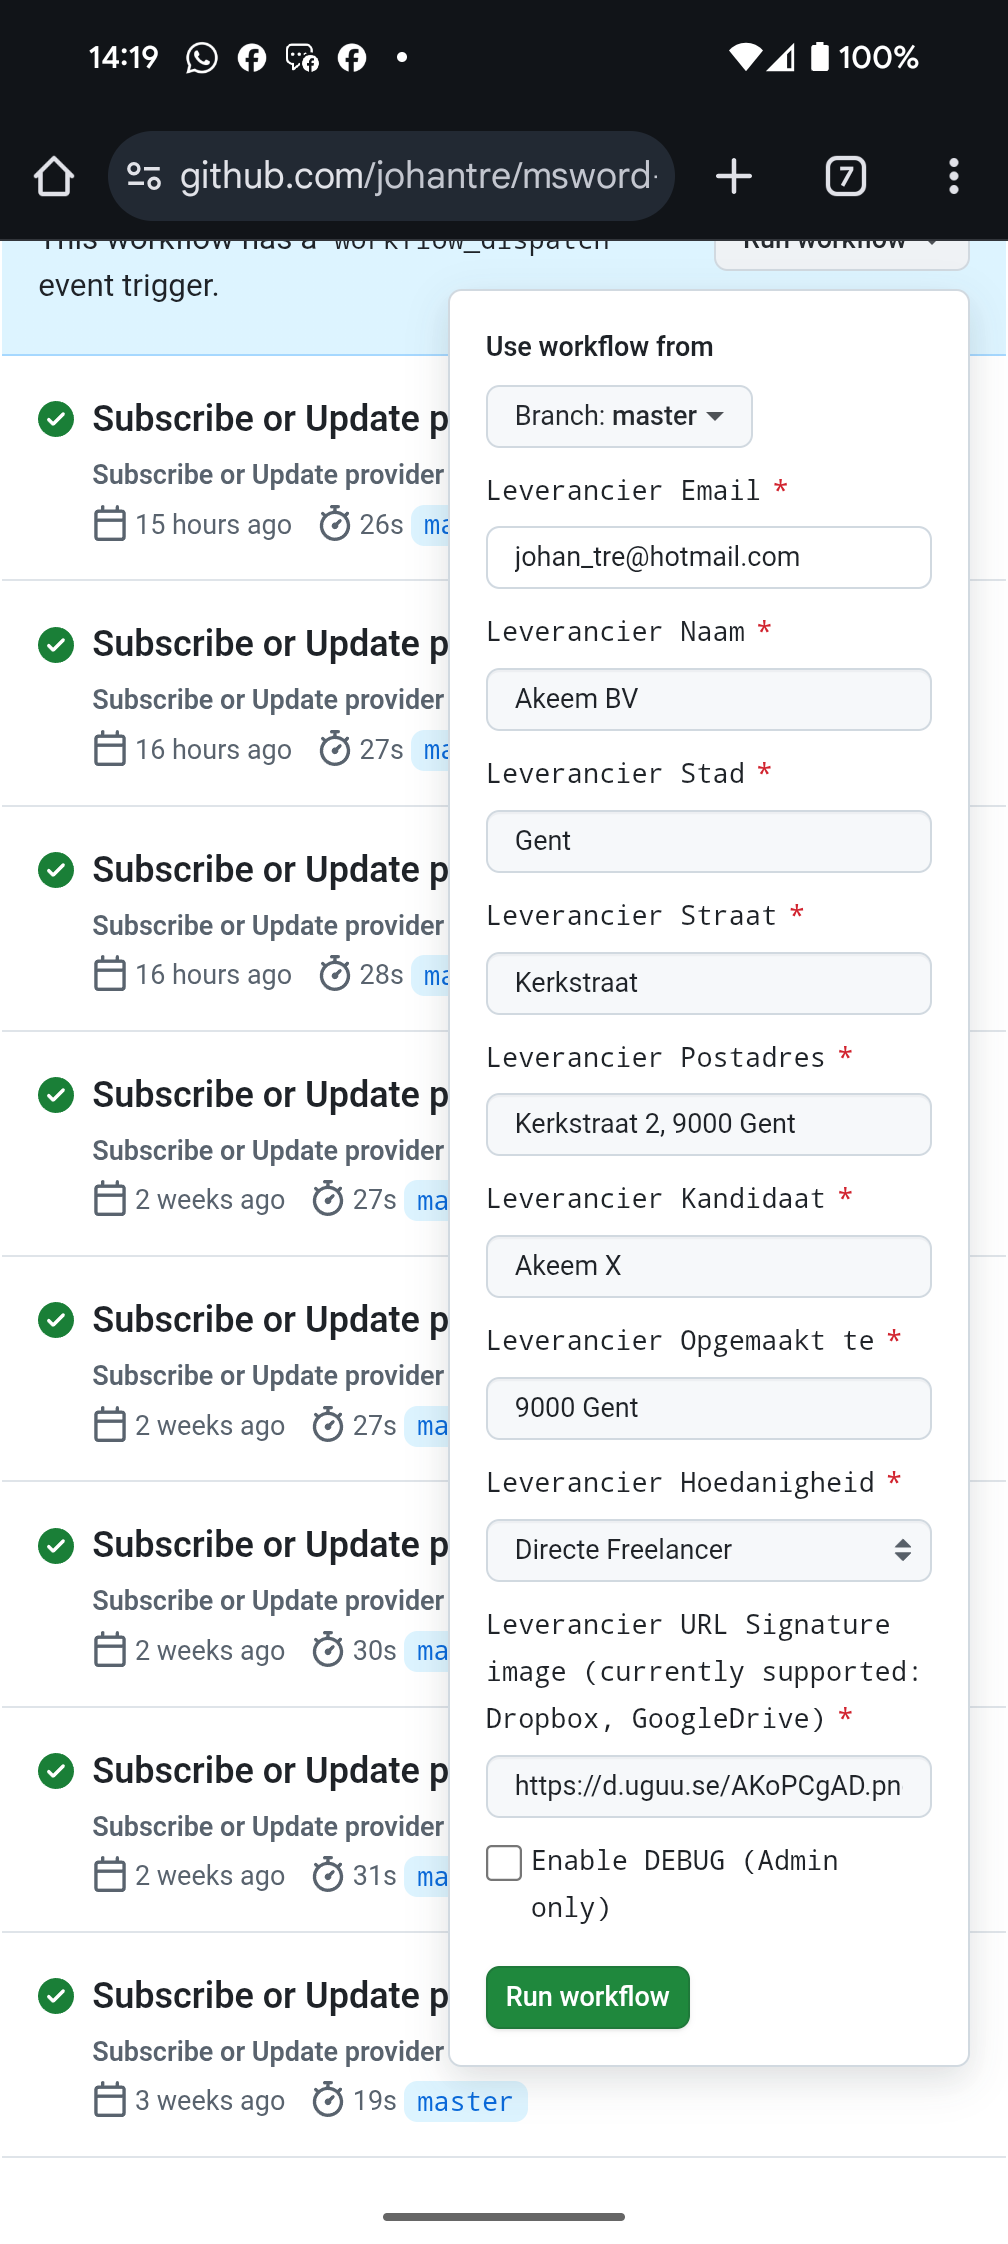 14:19
100%
github.com/johantre/msword-
7
This workflow has a workflow_dispatch
event trigger.
Run workflow
Use workflow from
Branch: master
Leverancier Email *
johan_tre@hotmail.com
Leverancier Naam *
Akeem BV
Leverancier Stad *
Gent
Leverancier Straat *
Kerkstraat
Leverancier Postadres *
Kerkstraat 2, 9000 Gent
Leverancier Kandidaat *
Akeem X
Leverancier Opgemaakt te *
9000 Gent
Leverancier Hoedanigheid *
Directe Freelancer
Leverancier URL Signature
image (currently supported:
Dropbox, GoogleDrive) *
https://d.uguu.se/AKoPCgAD.pn
Enable DEBUG (Admin
only)
Run workflow
Subscribe or Update p
Subscribe or Update provider
15 hours ago 26s ma
Subscribe or Update p
Subscribe or Update provider
16 hours ago 27s ma
Subscribe or Update p
Subscribe or Update provider
16 hours ago 28s ma
Subscribe or Update p
Subscribe or Update provider
2 weeks ago 27s ma
Subscribe or Update p
Subscribe or Update provider
2 weeks ago 27s ma
Subscribe or Update p
Subscribe or Update provider
2 weeks ago 30s ma
Subscribe or Update p
Subscribe or Update provider
2 weeks ago 31s ma
Subscribe or Update p
Subscribe or Update provider
3 weeks ago 19s master